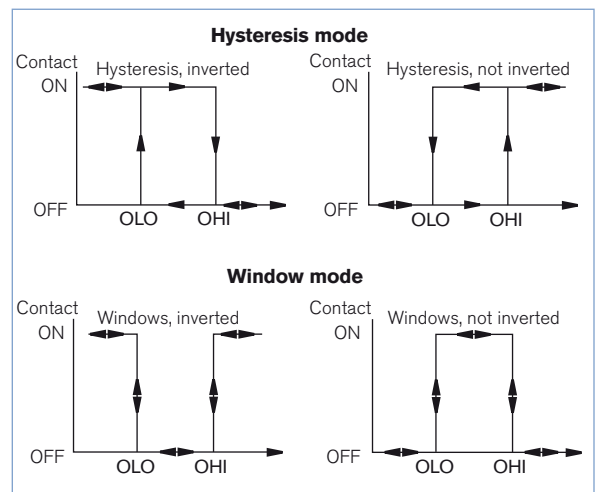 Hysteresis mode
Contact
ON
Hysteresis, inverted
OFF
OLO
OHI
Contact
ON
Hysteresis, not inverted
OFF
OLO
OHI
Window mode
Contact
ON
Windows, inverted
OFF
OLO
OHI
Contact
ON
Windows, not inverted
OFF
OLO
OHI